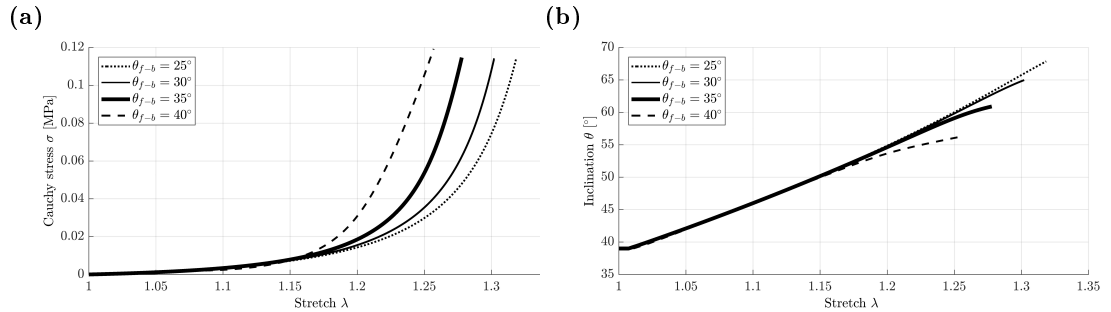 (a)
(b)
0.12
0.1
0.08
0.06
0.04
0.02
0
Cauchy stress σ [MPa]
θf−b = 25°
θf−b = 30°
θf−b = 35°
θf−b = 40°
1 1.05 1.1 1.15 1.2 1.25 1.3
Stretch λ
70
65
60
55
50
45
40
35
Inclination θ [°]
θf−b = 25°
θf−b = 30°
θf−b = 35°
θf−b = 40°
1 1.05 1.1 1.15 1.2 1.25 1.3 1.35
Stretch λ